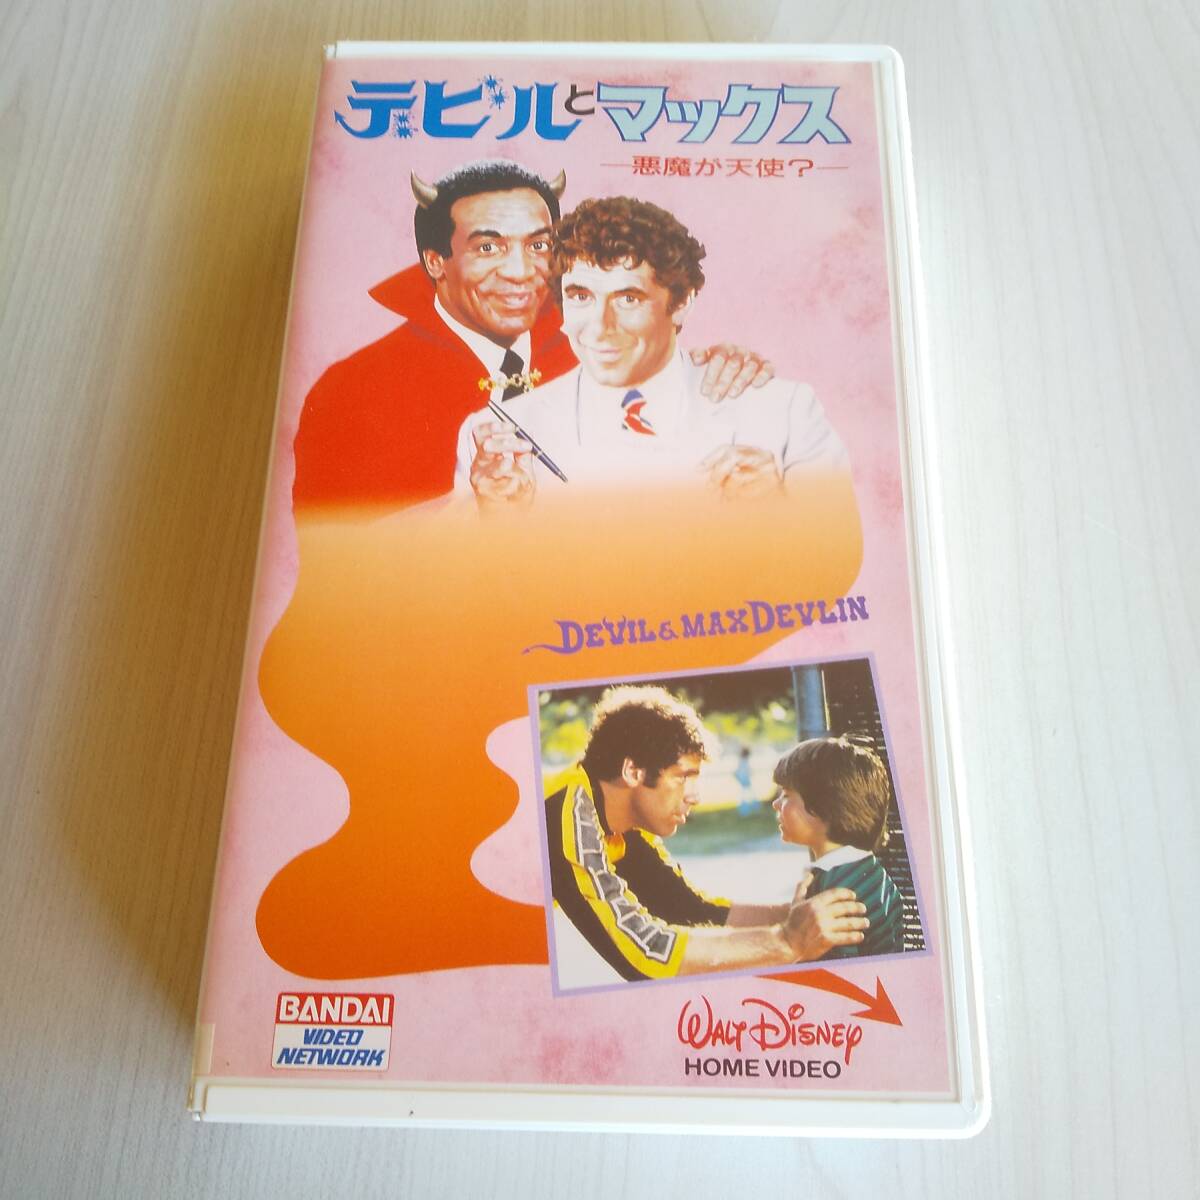 デビルとマックス
―悪魔が天使？―
DEVIL & MAX DEVLIN
BANDAI
VIDEO
NETWORK
WALT DISNEY
HOME VIDEO